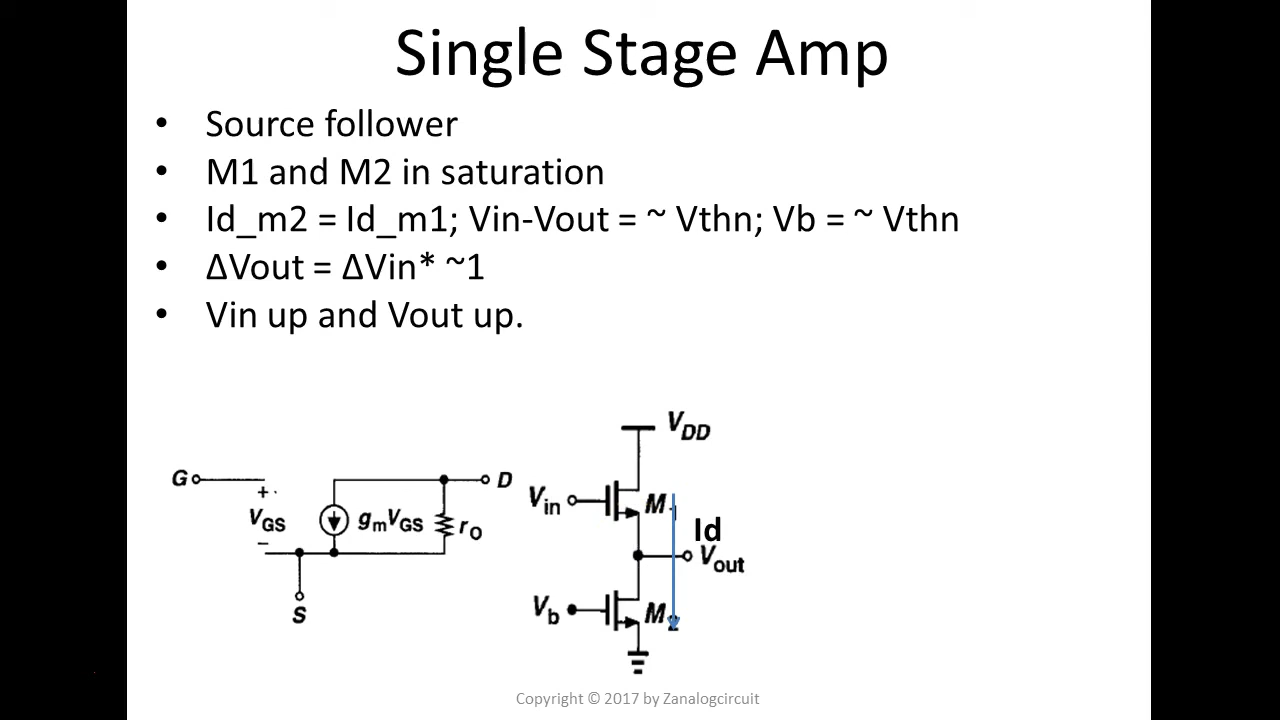 Single Stage Amp
• Source follower
• M1 and M2 in saturation
• Id_m2 = Id_m1; Vin-Vout = ~ Vthn; Vb = ~ Vthn
• ΔVout = ΔVin* ~1
• Vin up and Vout up.
VDD
G
+
VGS
−
gmVGS
rO
D
S
Vin
M1
Id
Vout
Vb
M2
Copyright © 2017 by Zanalogcircuit